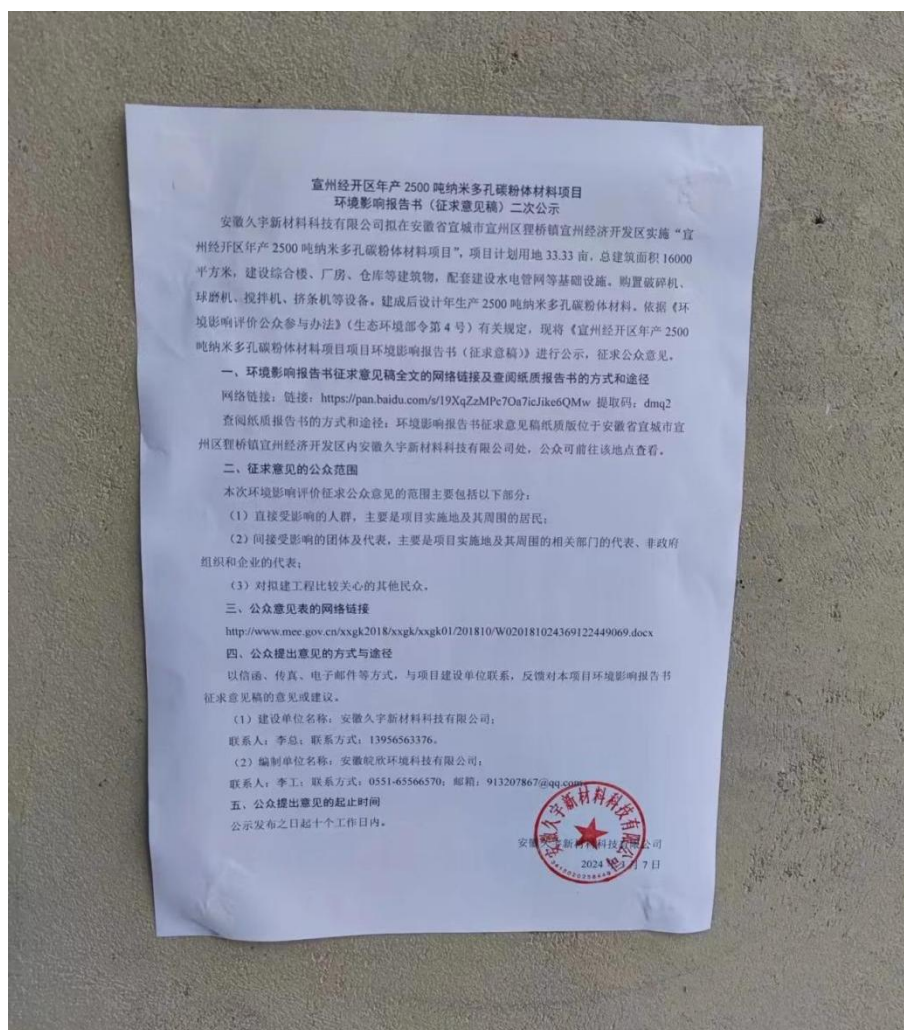 宣州经开区年产 2500 吨纳米多孔碳粉体材料项目
环境影响报告书（征求意见稿）二次公示
安徽久宇新材料科技有限公司拟在安徽省宣城市宣州区狸桥镇宣州经济开发区实施“宣
州经开区年产 2500 吨纳米多孔碳粉体材料项目”，项目计划用地 33.33 亩，总建筑面积 16000
平方米，建设综合楼、厂房、仓库等建筑物，配套建设水电管网等基础设施。购置破碎机、
球磨机、搅拌机、挤条机等设备。建成后设计年生产 2500 吨纳米多孔碳粉体材料。依据《环
境影响评价公众参与办法》（生态环境部令第 4 号）有关规定，现将《宣州经开区年产 2500
吨纳米多孔碳粉体材料项目项目环境影响报告书（征求意稿）》进行公示，征求公众意见。
一、环境影响报告书征求意见稿全文的网络链接及查阅纸质报告书的方式和途径
网络链接：链接：https://pan.baidu.com/s/19XqZzMPc7Oa7icJike6QMw 提取码：dmq2
查阅纸质报告书的方式和途径：环境影响报告书征求意见稿纸质版位于安徽省宣城市宣
州区狸桥镇宣州经济开发区内安徽久宇新材料科技有限公司处，公众可前往该地点查看。
二、征求意见的公众范围
本次环境影响评价征求公众意见的范围主要包括以下部分：
（1）直接受影响的人群，主要是项目实施地及其周围的居民；
（2）间接受影响的团体及代表，主要是项目实施地及其周围的相关部门的代表、非政府
组织和企业的代表；
（3）对拟建工程比较关心的其他民众。
三、公众意见表的网络链接
http://www.mee.gov.cn/xxgk2018/xxgk/xxgk01/201810/W020181024369122449069.docx
四、公众提出意见的方式与途径
以信函、传真、电子邮件等方式，与项目建设单位联系，反馈对本项目环境影响报告书
征求意见稿的意见或建议。
（1）建设单位名称：安徽久宇新材料科技有限公司；
联系人：李总；联系方式：13956563376。
（2）编制单位名称：安徽皖欣环境科技有限公司；
联系人：李工；联系方式：0551-65566570；邮箱：913207867@qq.com
五、公众提出意见的起止时间
公示发布之日起十个工作日内。
安徽久宇新材料科技有限公司
2024 年 月 7 日
安徽久宇新材料科技有限公司